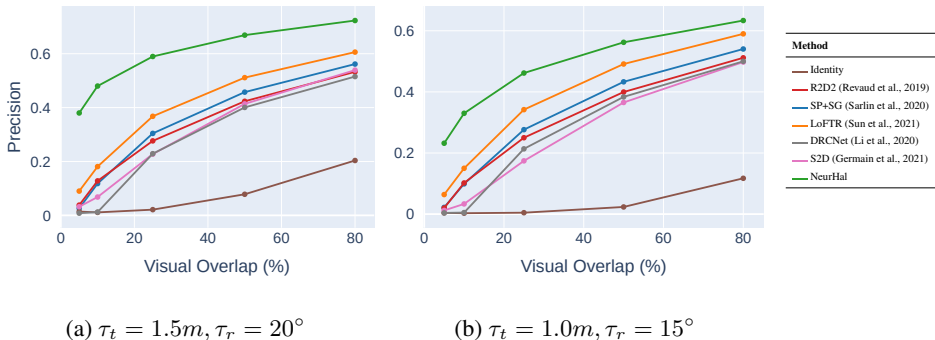 0.6
0.4
0.2
0
Precision
0 20 40 60 80
Visual Overlap (%)
(a) τt = 1.5m, τr = 20°
0.6
0.4
0.2
0
0 20 40 60 80
Visual Overlap (%)
(b) τt = 1.0m, τr = 15°
Method
Identity
R2D2 (Revaud et al., 2019)
SP+SG (Sarlin et al., 2020)
LoFTR (Sun et al., 2021)
DRCNet (Li et al., 2020)
S2D (Germain et al., 2021)
NeurHal